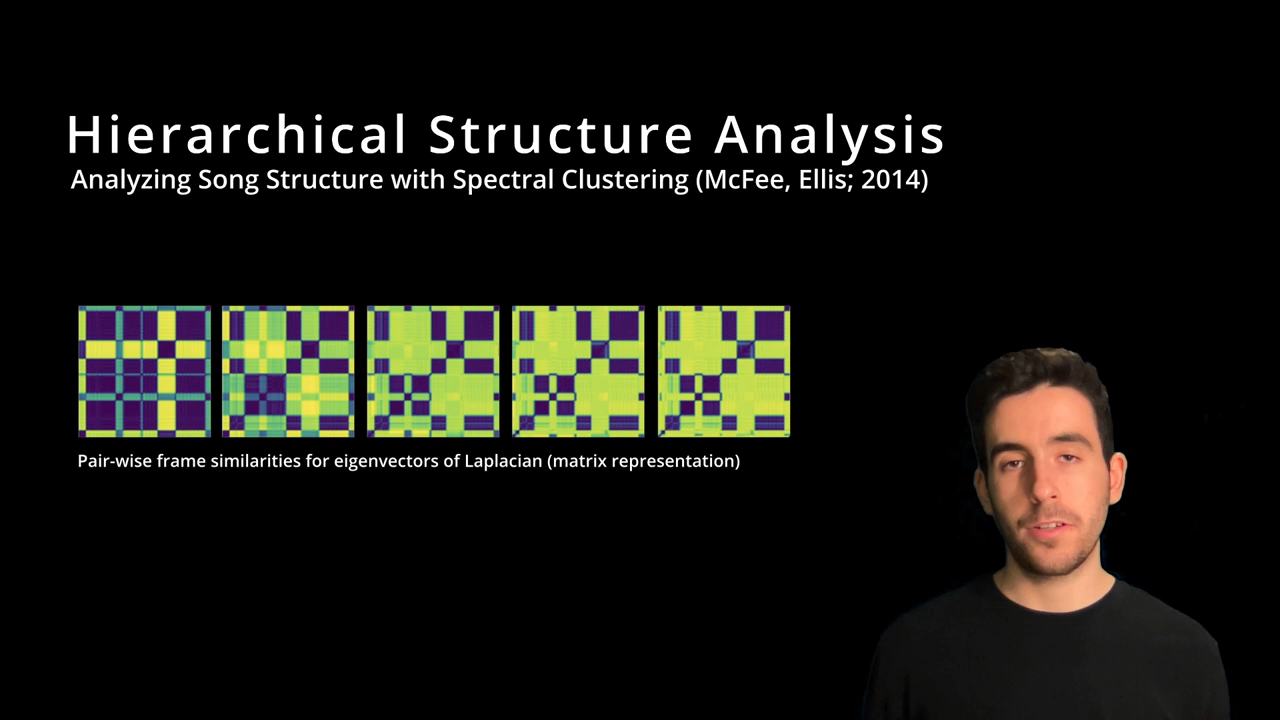 Hierarchical Structure Analysis
Analyzing Song Structure with Spectral Clustering (McFee, Ellis; 2014)
Pair-wise frame similarities for eigenvectors of Laplacian (matrix representation)